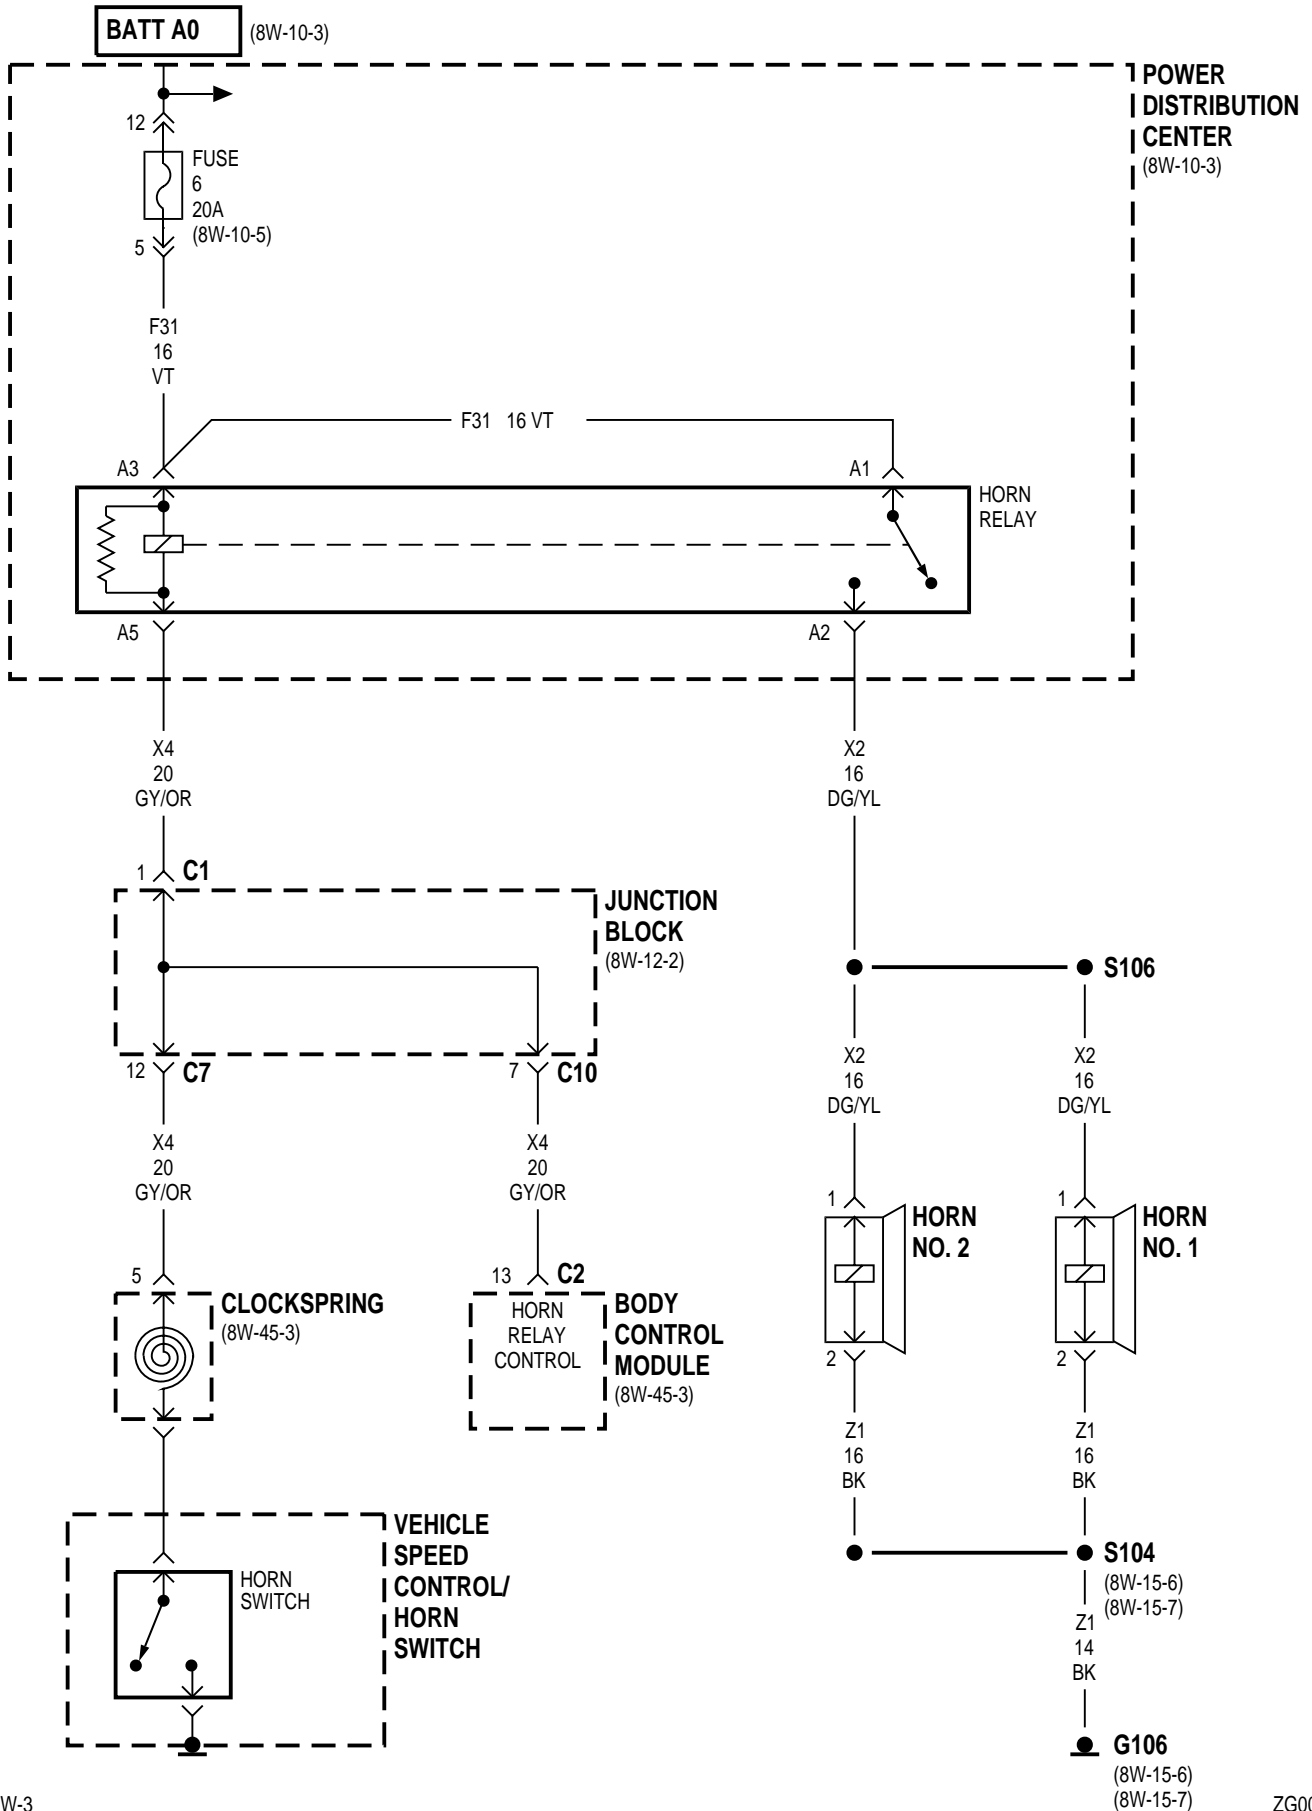 BATT A0 (8W-10-3)
POWER
DISTRIBUTION
CENTER
(8W-10-3)
12
FUSE
6
20A
(8W-10-5)
5
F31
16
VT
F31 16 VT
A3
A1
HORN
RELAY
A5
A2
X4
20
GY/OR
X2
16
DG/YL
1 C1
JUNCTION
BLOCK
(8W-12-2)
S106
12 C7
7 C10
X2
16
DG/YL
X2
16
DG/YL
X4
20
GY/OR
X4
20
GY/OR
1
HORN
NO. 2
1
HORN
NO. 1
5
CLOCKSPRING
(8W-45-3)
13 C2
HORN
RELAY
CONTROL
BODY
CONTROL
MODULE
(8W-45-3)
2
2
Z1
16
BK
Z1
16
BK
VEHICLE
SPEED
CONTROL/
HORN
SWITCH
HORN
SWITCH
S104
(8W-15-6)
(8W-15-7)
Z1
14
BK
G106
(8W-15-6)
(8W-15-7)
W-3